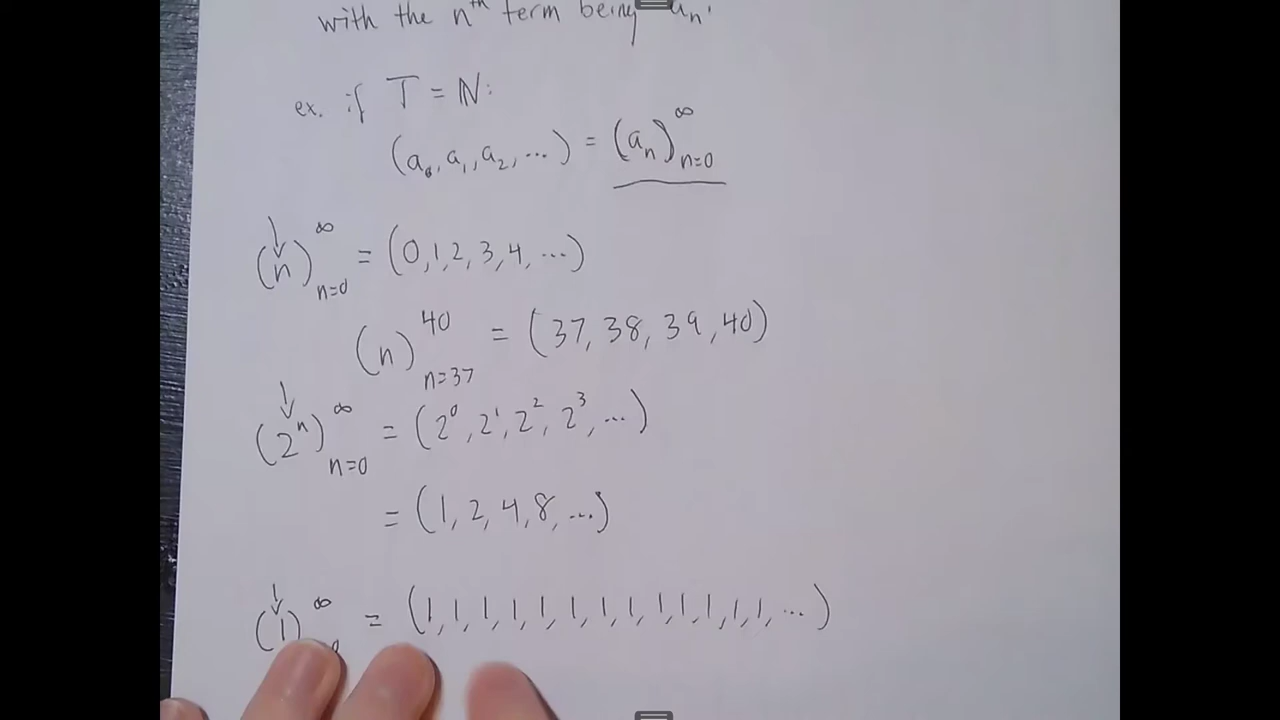 with the nth term being an.
ex. if T = ℕ:
(a0, a1, a2, ...) = (an)∞n=0
(n)∞n=0 = (0, 1, 2, 3, 4, ...)
(n)40n=37 = (37, 38, 39, 40)
(2n)∞n=0 = (20, 21, 22, 23, ...)
= (1, 2, 4, 8, ...)
(1)∞ 0 = (1, 1, 1, 1, 1, 1, 1, 1, 1, 1, 1, 1, 1, ...)